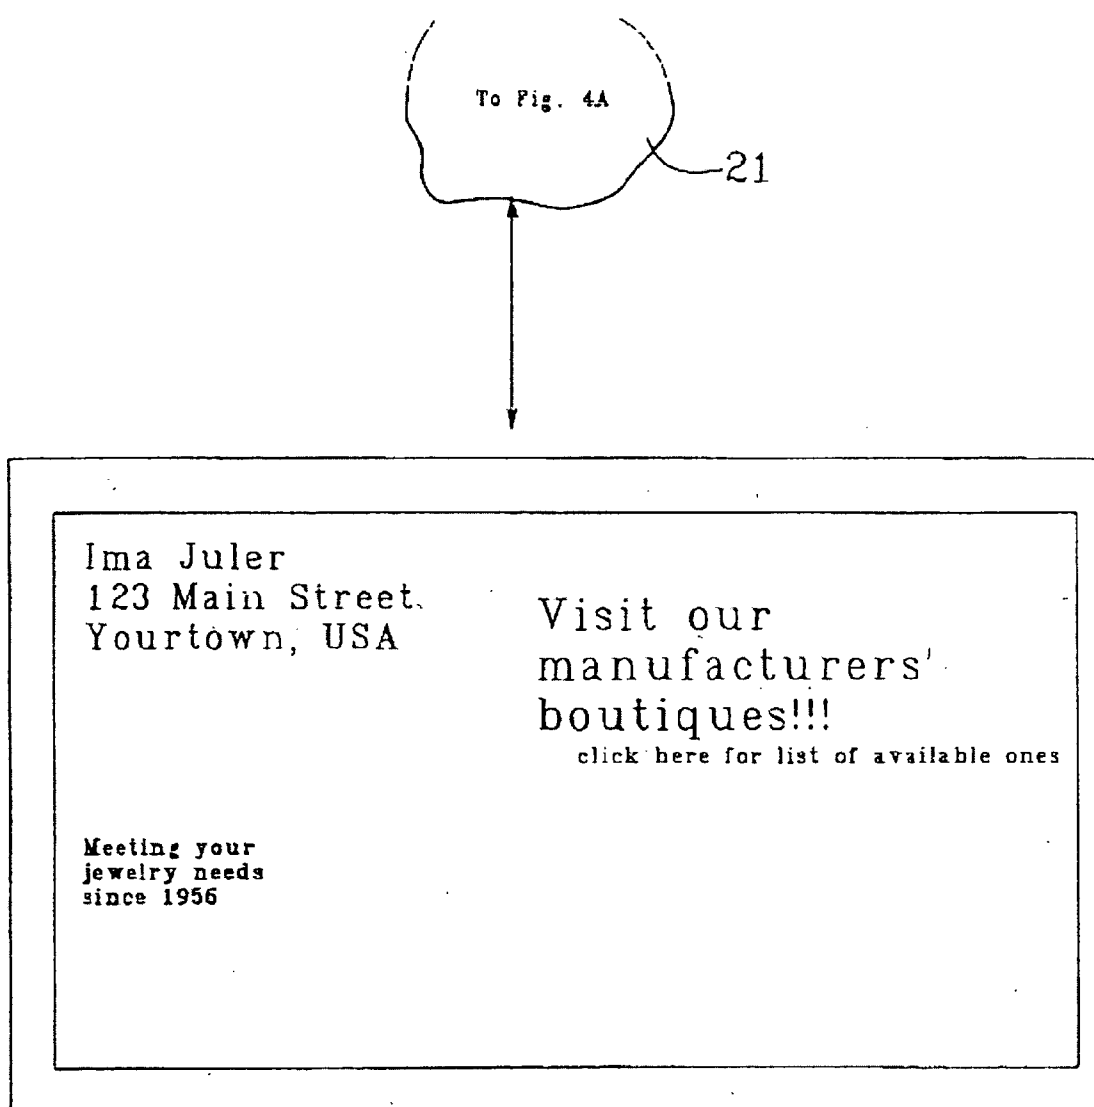 To Fig. 4A
21
Ima Juler
123 Main Street
Yourtown, USA
Visit our
manufacturers'
boutiques!!!
click here for list of available ones
Meeting your
jewelry needs
since 1956